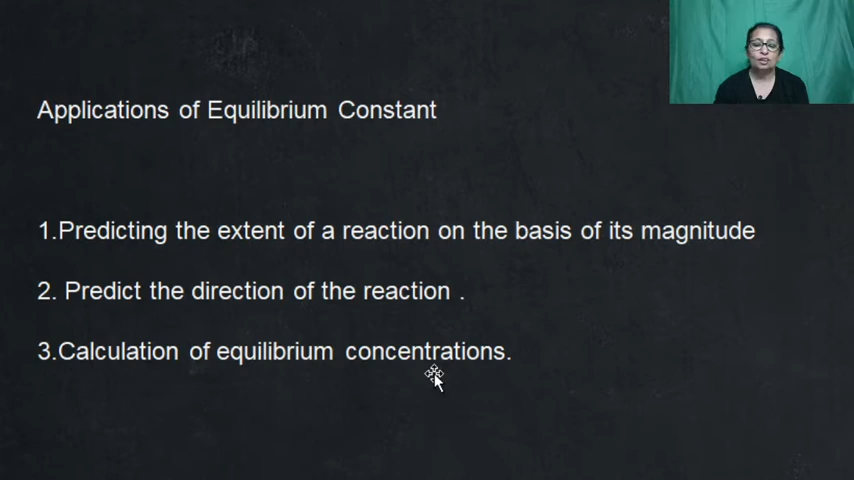 Applications of Equilibrium Constant
1.Predicting the extent of a reaction on the basis of its magnitude
2. Predict the direction of the reaction .
3.Calculation of equilibrium concentrations.